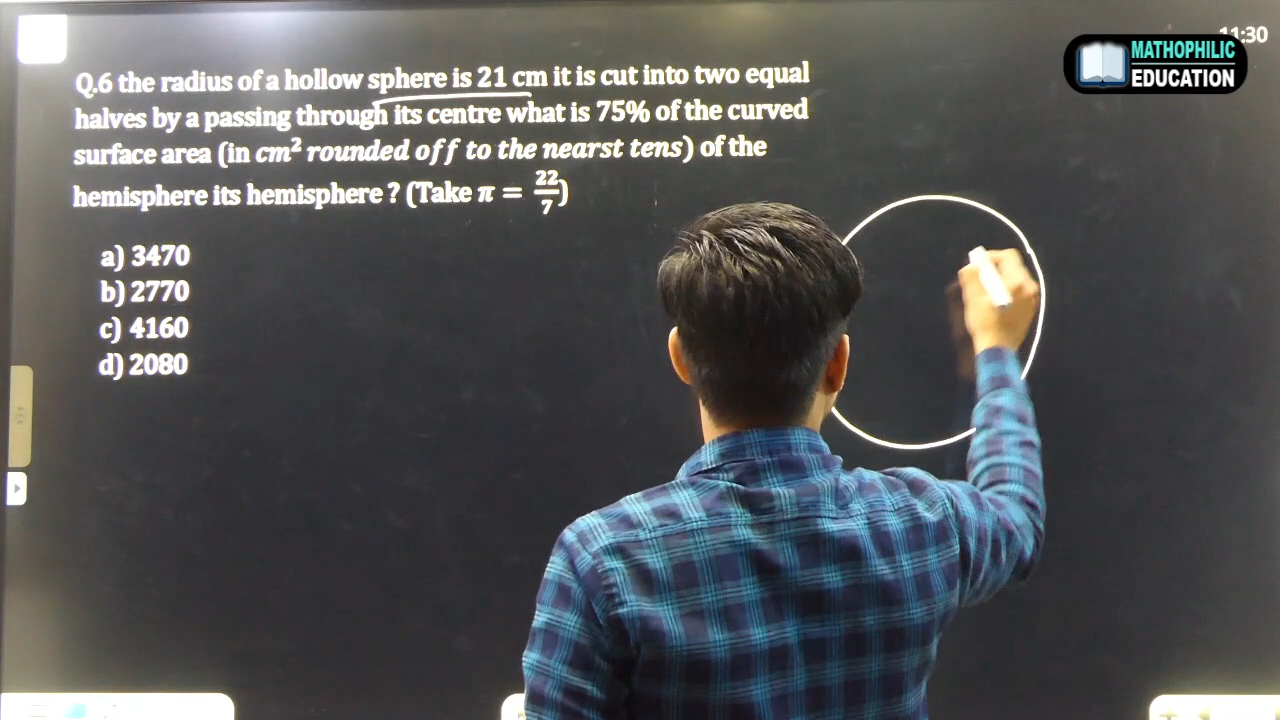 11:30
MATHOPHILIC
EDUCATION
Q.6 the radius of a hollow sphere is 21 cm it is cut into two equal
halves by a passing through its centre what is 75% of the curved
surface area (in cm² rounded off to the nearst tens) of the
hemisphere its hemisphere ? (Take π = 22/7)
a) 3470
b) 2770
c) 4160
d) 2080